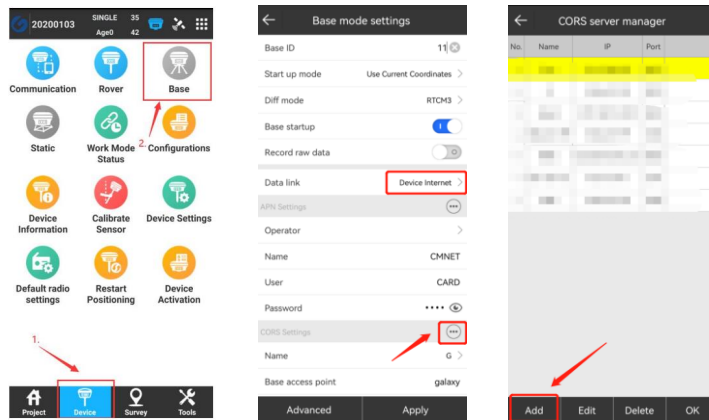 20200103
SINGLE 35
Age0 42
Communication
Rover
Base
2.
Static
Work Mode
Status
Configurations
Device
Information
Calibrate
Sensor
Device Settings
Default radio
settings
Restart
Positioning
Device
Activation
1.
Project
Device
Survey
Tools
Base mode settings
Base ID 11
Start up mode Use Current Coordinates
Diff mode RTCM3
Base startup
Record raw data
Data link Device Internet
APN Settings
Operator
Name CMNET
User CARD
Password ••••
CORS Settings
Name G
Base access point galaxy
Advanced Apply
CORS server manager
No. Name IP Port
Add Edit Delete OK